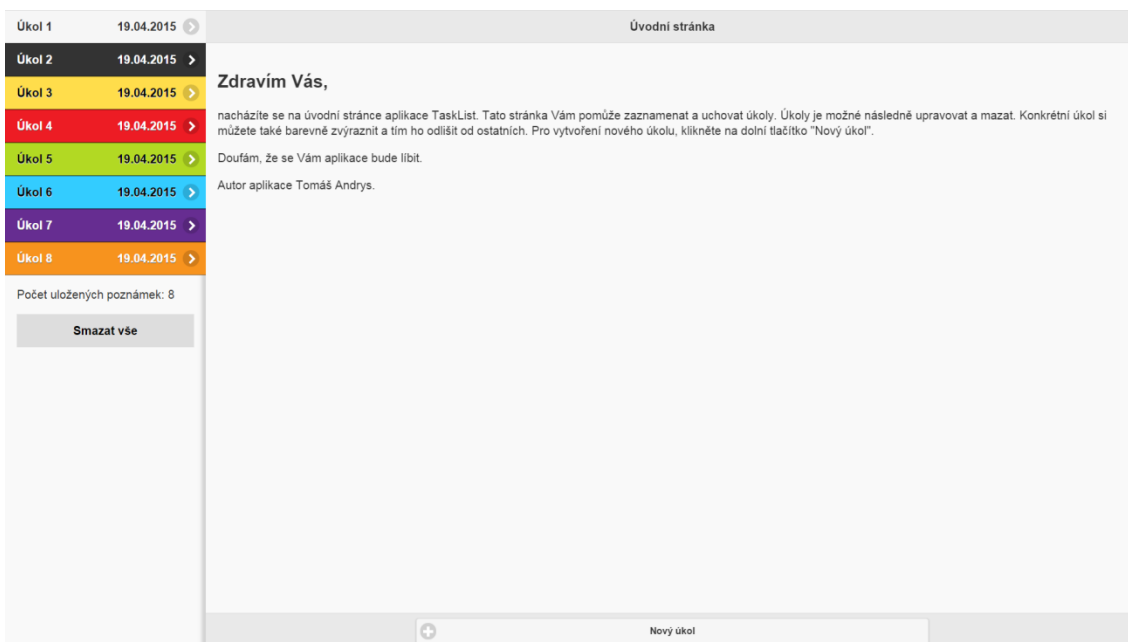 Úkol 1 19.04.2015
Úkol 2 19.04.2015
Úkol 3 19.04.2015
Úkol 4 19.04.2015
Úkol 5 19.04.2015
Úkol 6 19.04.2015
Úkol 7 19.04.2015
Úkol 8 19.04.2015
Počet uložených poznámek: 8
Smazat vše
Úvodní stránka
Zdravím Vás,
nacházíte se na úvodní stránce aplikace TaskList. Tato stránka Vám pomůže zaznamenat a uchovat úkoly. Úkoly je možné následně upravovat a mazat. Konkrétní úkol si
můžete také barevně zvýraznit a tím ho odlišit od ostatních. Pro vytvoření nového úkolu, klikněte na dolní tlačítko "Nový úkol".
Doufám, že se Vám aplikace bude líbit.
Autor aplikace Tomáš Andrys.
Nový úkol